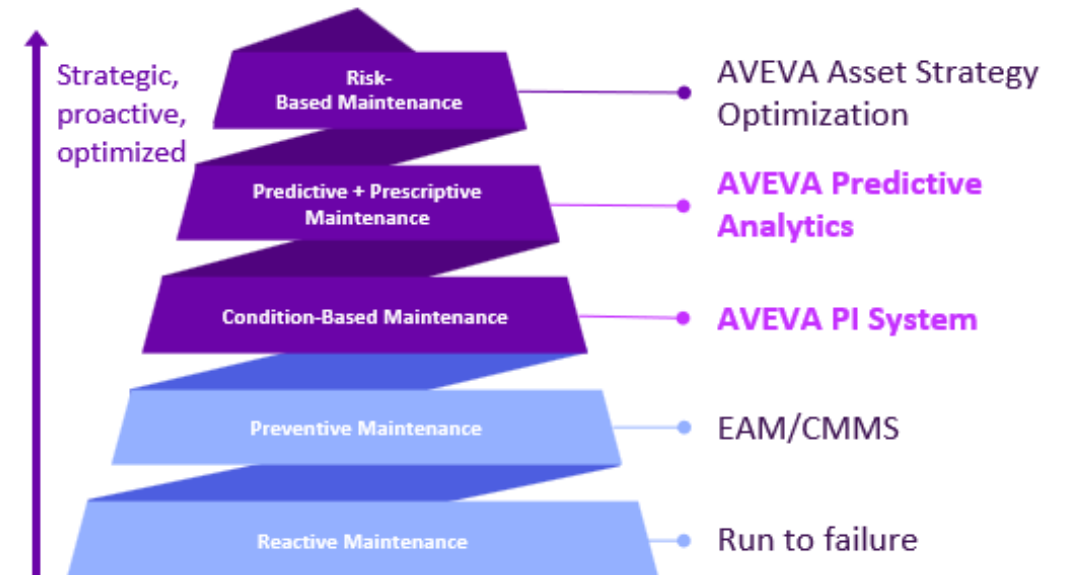 Strategic,
proactive,
optimized
Risk-
Based Maintenance
AVEVA Asset Strategy
Optimization
Predictive + Prescriptive
Maintenance
AVEVA Predictive
Analytics
Condition-Based Maintenance
AVEVA PI System
Preventive Maintenance
EAM/CMMS
Reactive Maintenance
Run to failure